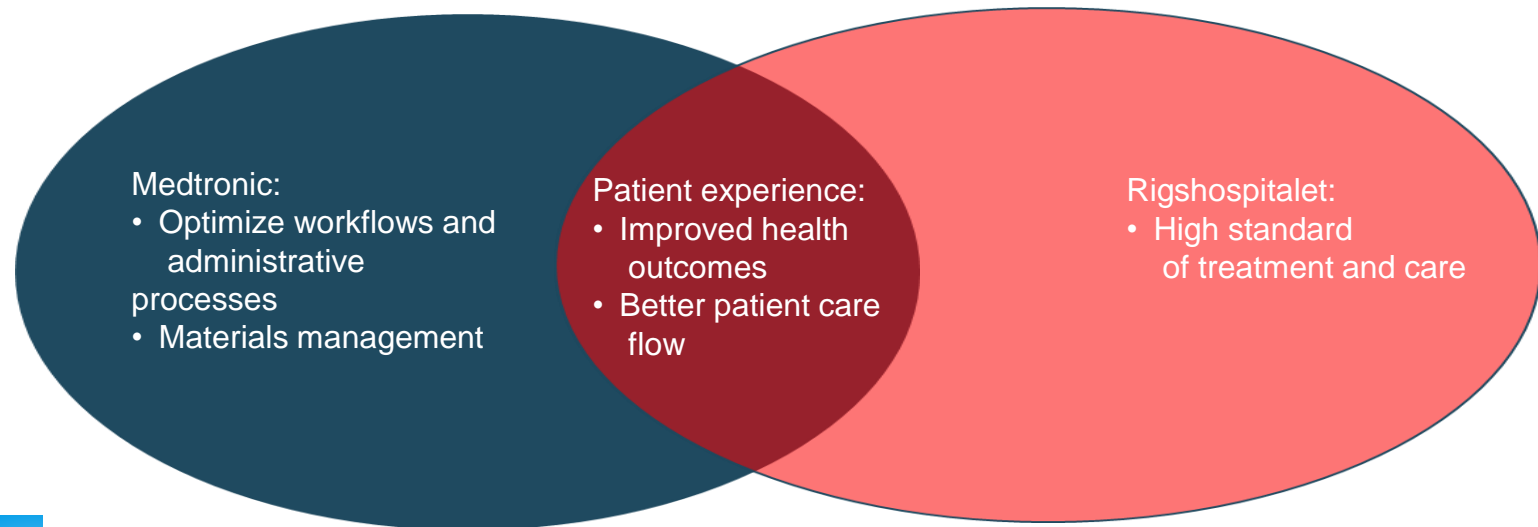 Medtronic:
• Optimize workflows and
administrative
processes
• Materials management
Patient experience:
• Improved health
outcomes
• Better patient care
flow
Rigshospitalet:
• High standard
of treatment and care